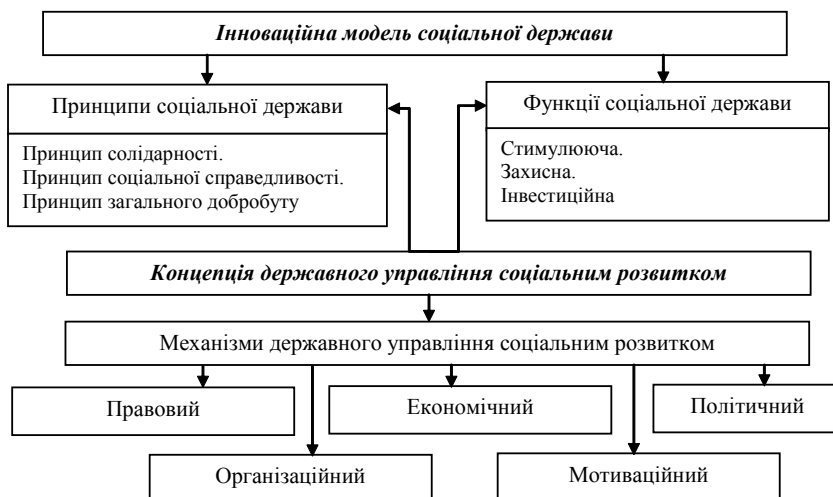 Інноваційна модель соціальної держави
Принципи соціальної держави
Принцип солідарності.
Принцип соціальної справедливості.
Принцип загального добробуту
Функції соціальної держави
Стимулююча.
Захисна.
Інвестиційна
Концепція державного управління соціальним розвитком
Механізми державного управління соціальним розвитком
Правовий
Економічний
Політичний
Організаційний
Мотиваційний